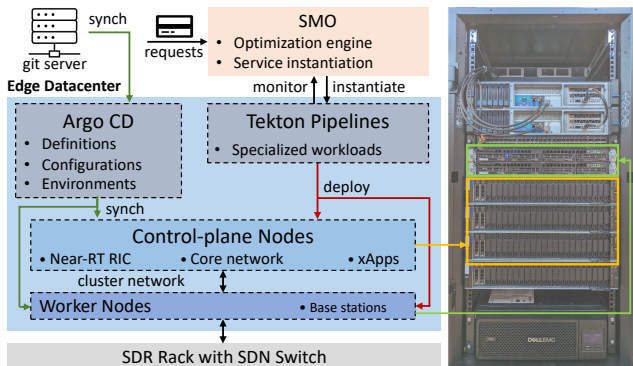 synch
git server
requests
SMO
• Optimization engine
• Service instantiation
Edge Datacenter
monitor
instantiate
Argo CD
• Definitions
• Configurations
• Environments
Tekton Pipelines
• Specialized workloads
synch
deploy
Control-plane Nodes
• Near-RT RIC
• Core network
• xApps
cluster network
Worker Nodes
• Base stations
SDR Rack with SDN Switch
DELLEMC